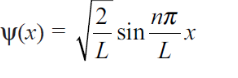 ψ(x) = √(2/L) sin nπ/L x